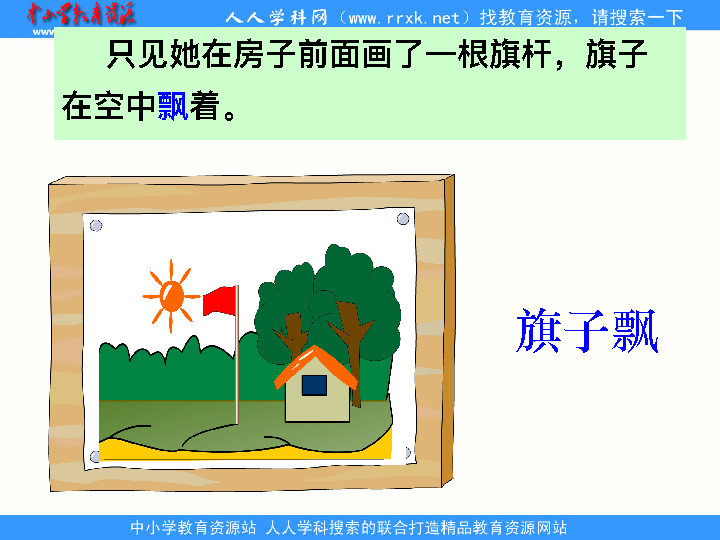 中小学教育资源
人人学科网（www.rrxk.net）找教育资源，请搜索一下
www.
只见她在房子前面画了一根旗杆，旗子
在空中飘着。
旗子飘
中小学教育资源站 人人学科搜索的联合打造精品教育资源网站